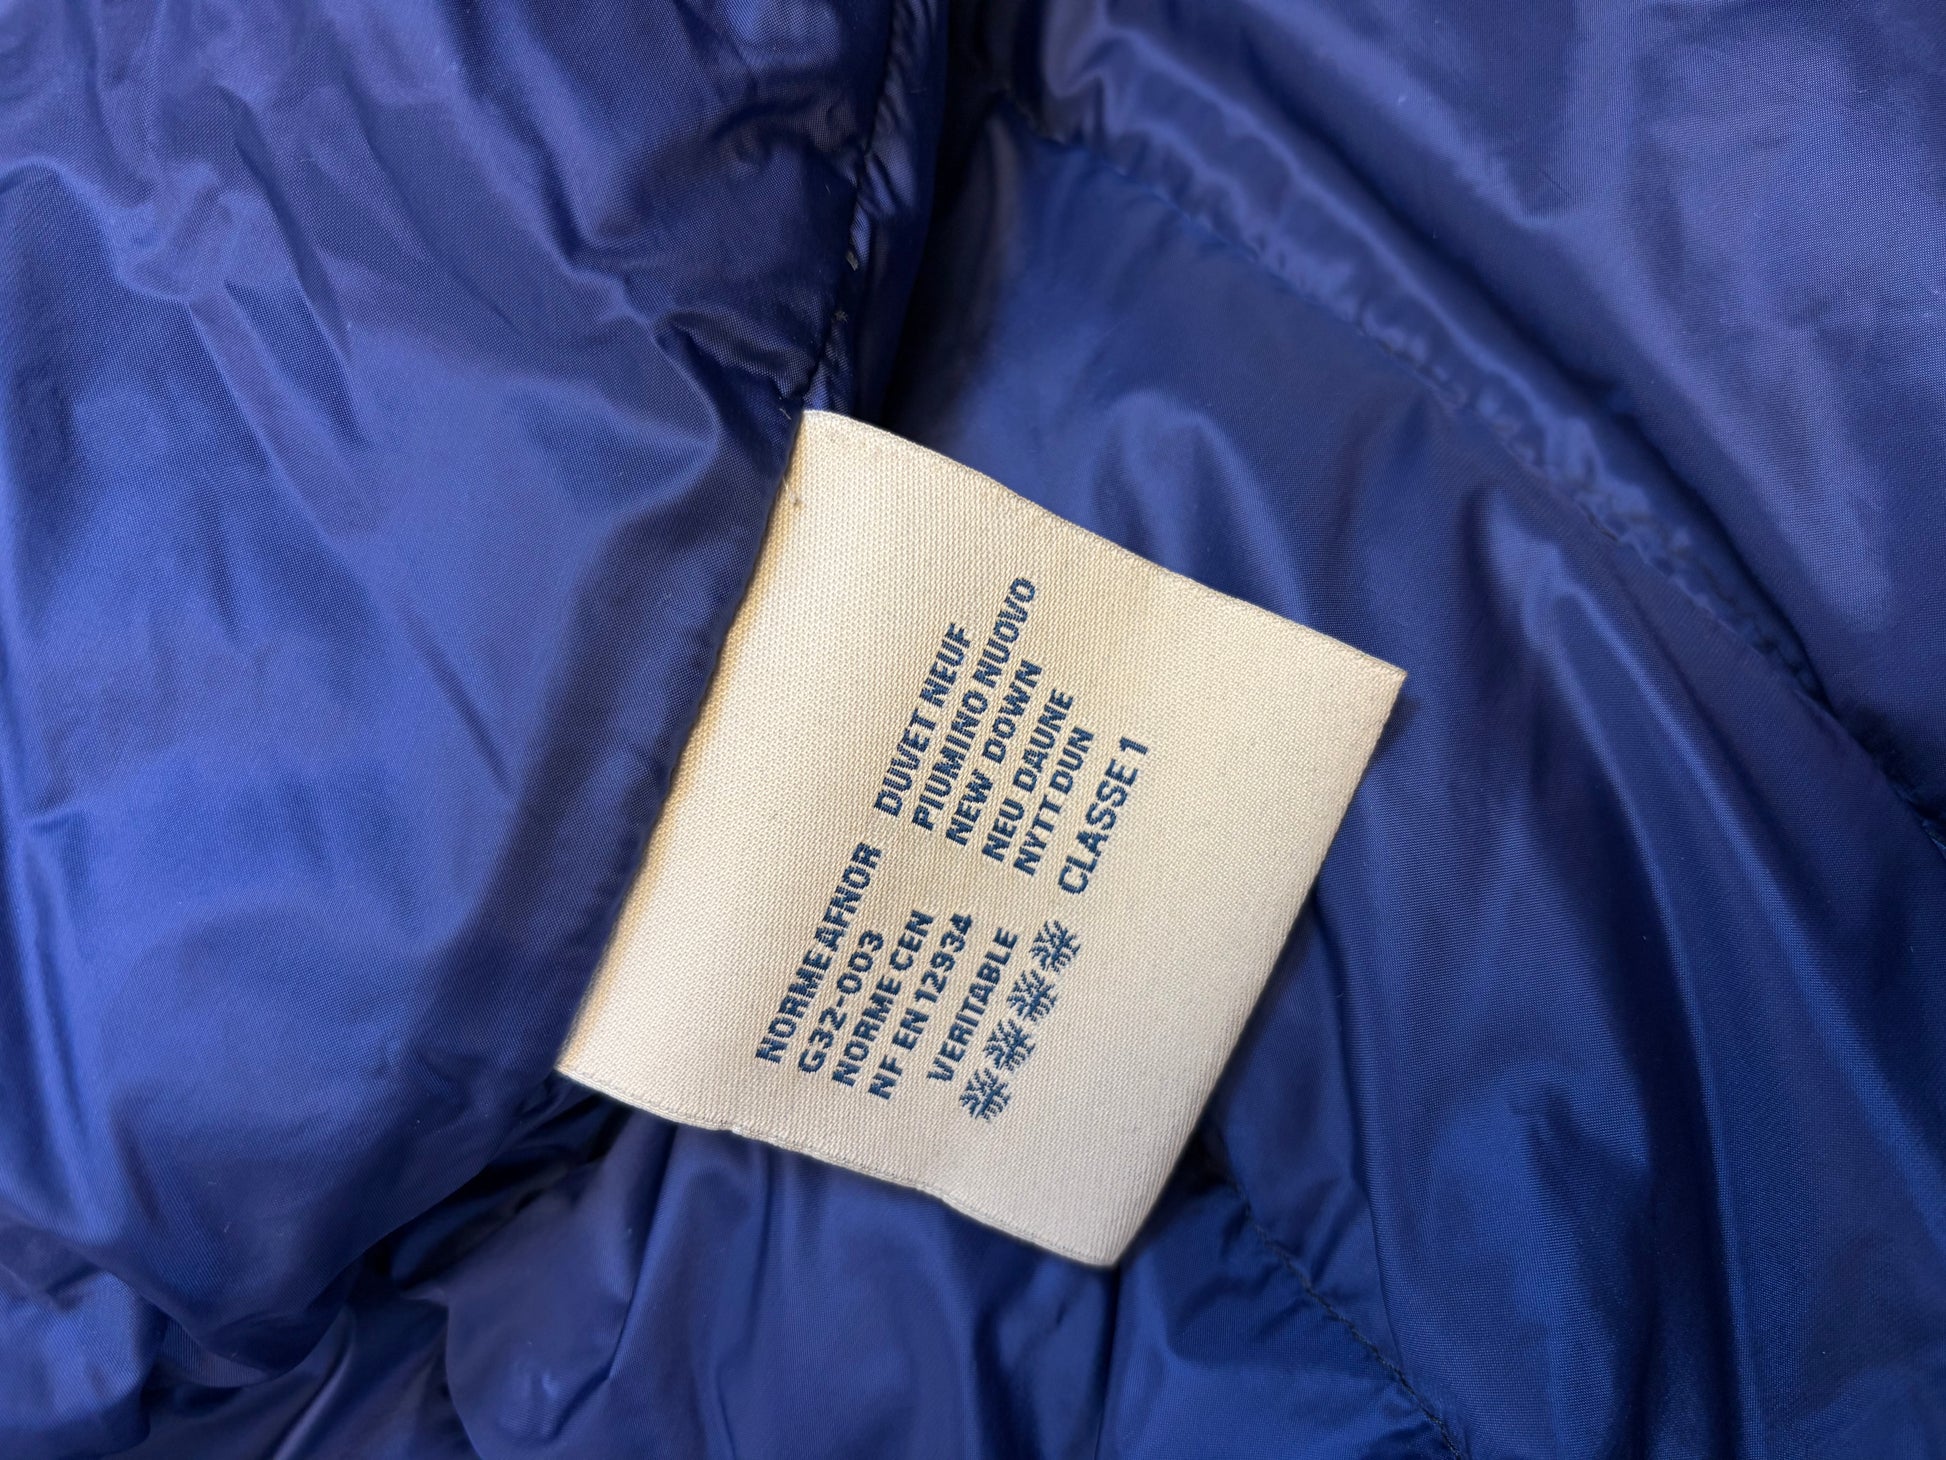 NORME AFNOR
G32-003
NORME CEN
NF EN 12934
VERITABLE
DUVET NEUF
PIUMINO NUOVO
NEW DOWN
NEU DAUNE
NYTT DUN
CLASSE 1